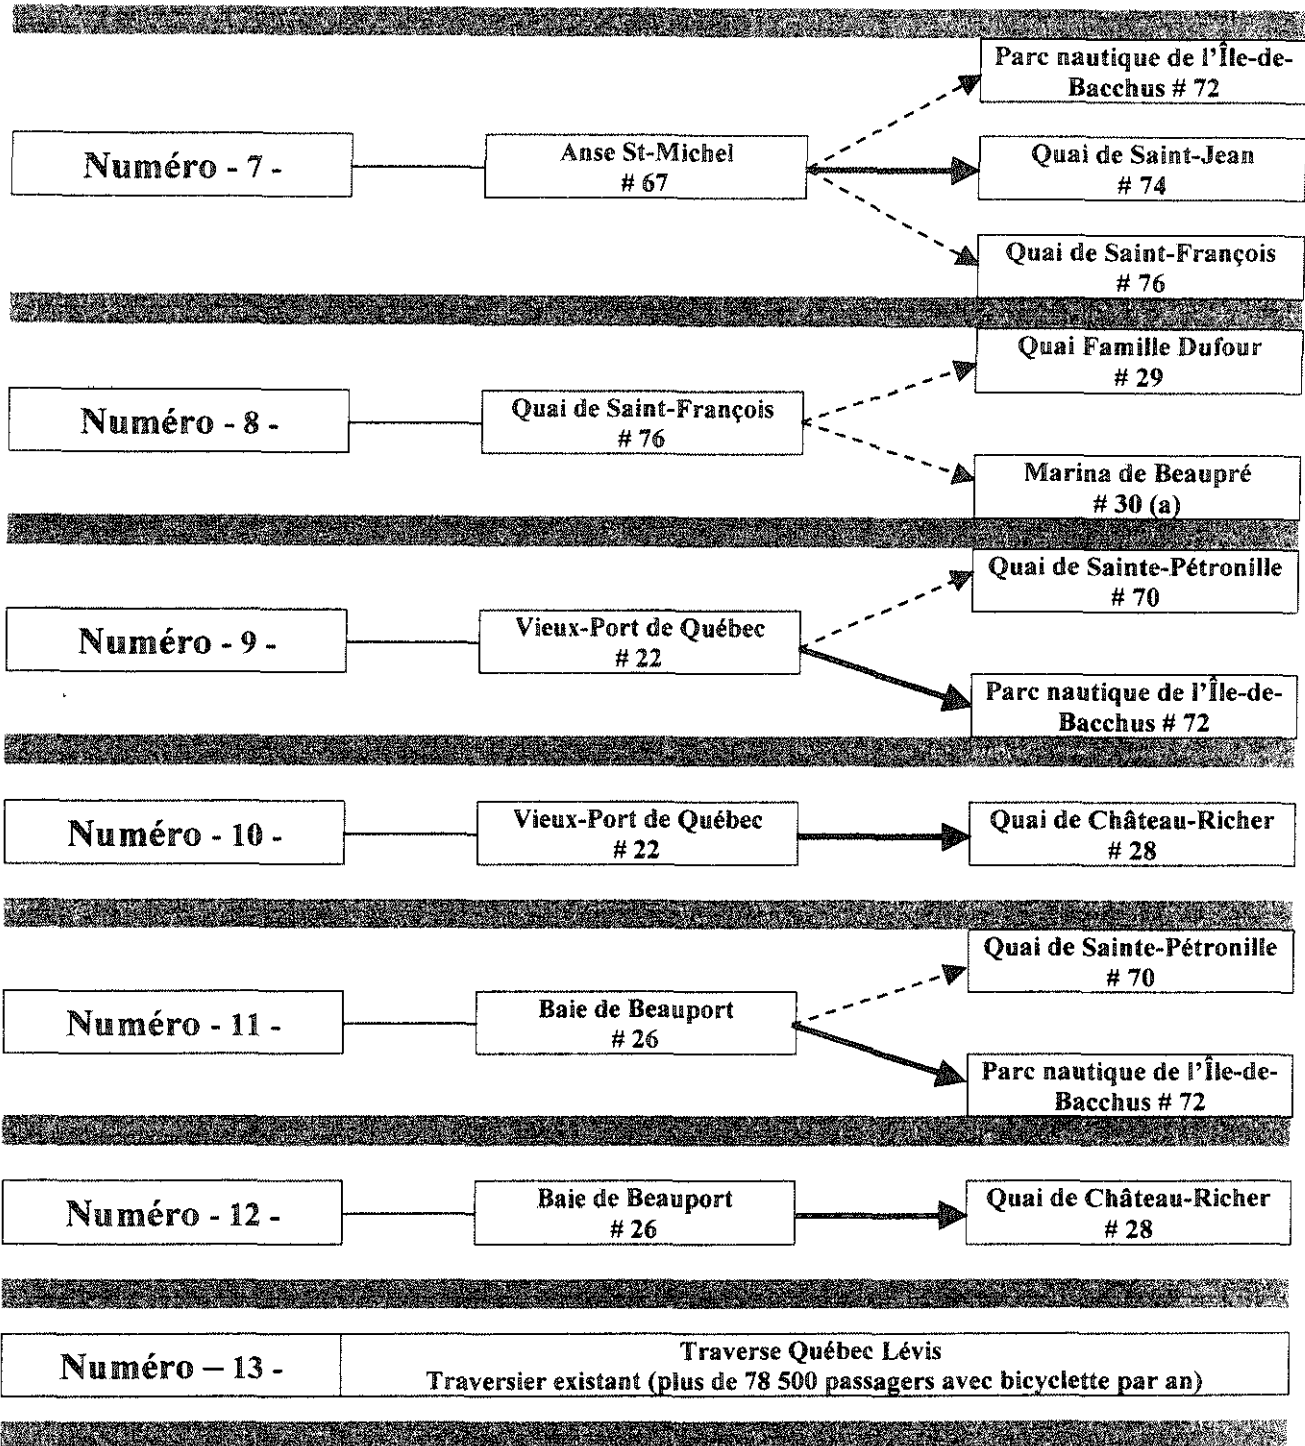 Parc nautique de l'Île-de-
Bacchus # 72
Numéro - 7 -
Anse St-Michel
# 67
Quai de Saint-Jean
# 74
Quai de Saint-François
# 76
Quai Famille Dufour
# 29
Numéro - 8 -
Quai de Saint-François
# 76
Marina de Beaupré
# 30 (a)
Quai de Sainte-Pétronille
# 70
Numéro - 9 -
Vieux-Port de Québec
# 22
Parc nautique de l'Île-de-
Bacchus # 72
Numéro - 10 -
Vieux-Port de Québec
# 22
Quai de Château-Richer
# 28
Quai de Sainte-Pétronille
# 70
Numéro - 11 -
Baie de Beauport
# 26
Parc nautique de l'Île-de-
Bacchus # 72
Numéro - 12 -
Baie de Beauport
# 26
Quai de Château-Richer
# 28
Numéro – 13 -
Traverse Québec Lévis
Traversier existant (plus de 78 500 passagers avec bicyclette par an)